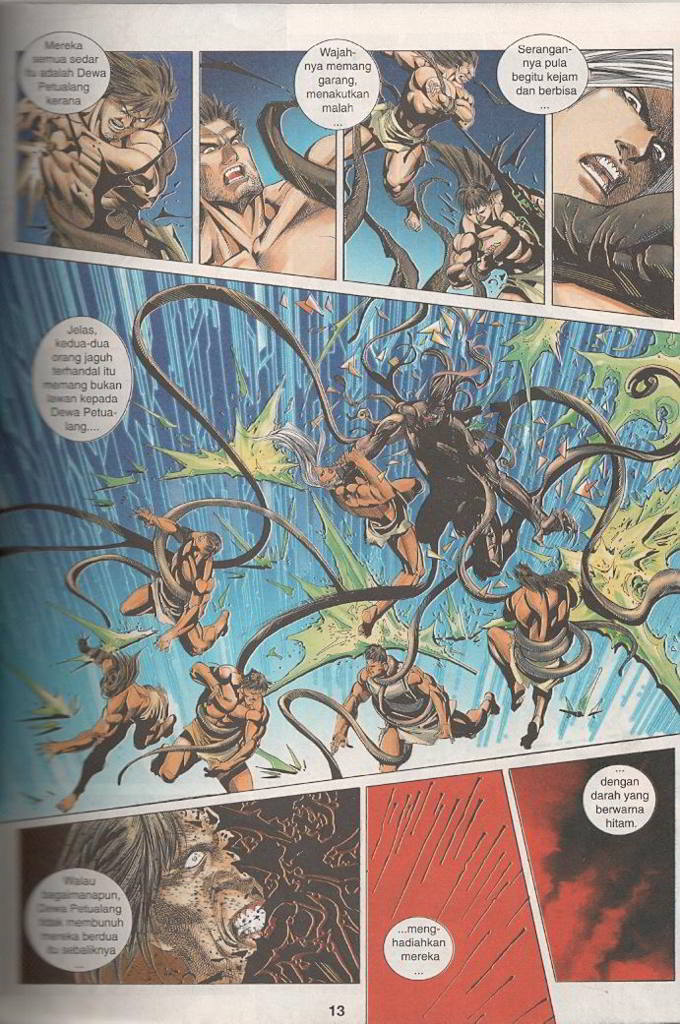 Mereka
semua sedar
itu adalah Dewa
Petualang
kerana
Wajah-
nya memang
garang,
menakutkan
malah
...
Serangan-
nya pula
begitu kejam
dan berbisa
...
Jelas,
kedua-dua
orang jaguh
terhandal itu
memang bukan
lawan kepada
Dewa Petua-
lang....
Walau
bagaimanapun,
Dewa Petualang
tidak membunuh
mereka berdua
itu sebaliknya
...
...meng-
hadiahkan
mereka
...
...
dengan
darah yang
berwarna
hitam.
13